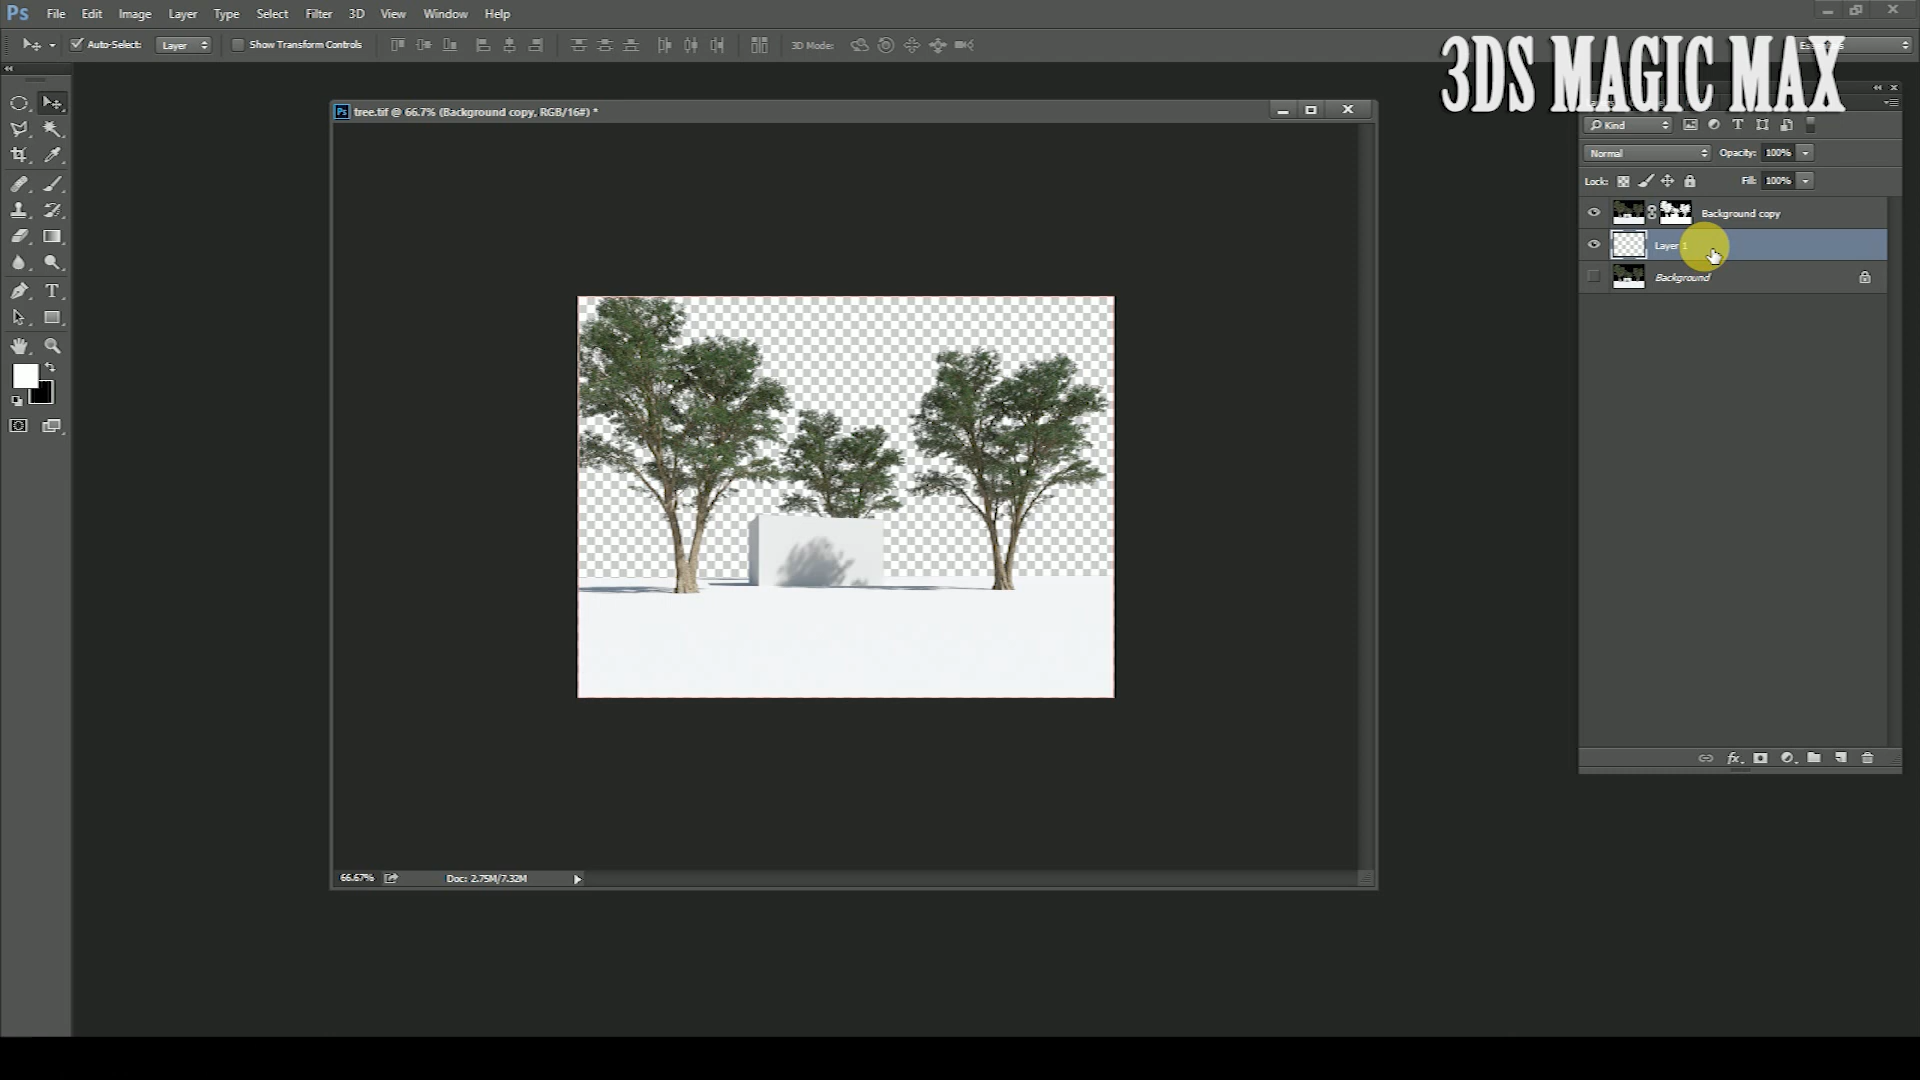 Ps File Edit Image Layer Type Select Filter 3D View Window Help
Auto-Select: Layer Show Transform Controls 3D Mode:
3DS MAGIC MAX
Ps tree.tif @ 66.7% (Background copy, RGB/16#) *
Kind
Normal Opacity: 100%
Lock: Fill: 100%
Background copy
Layer 1
Background
T
fx
66.67% Doc: 2.75M/7.32M